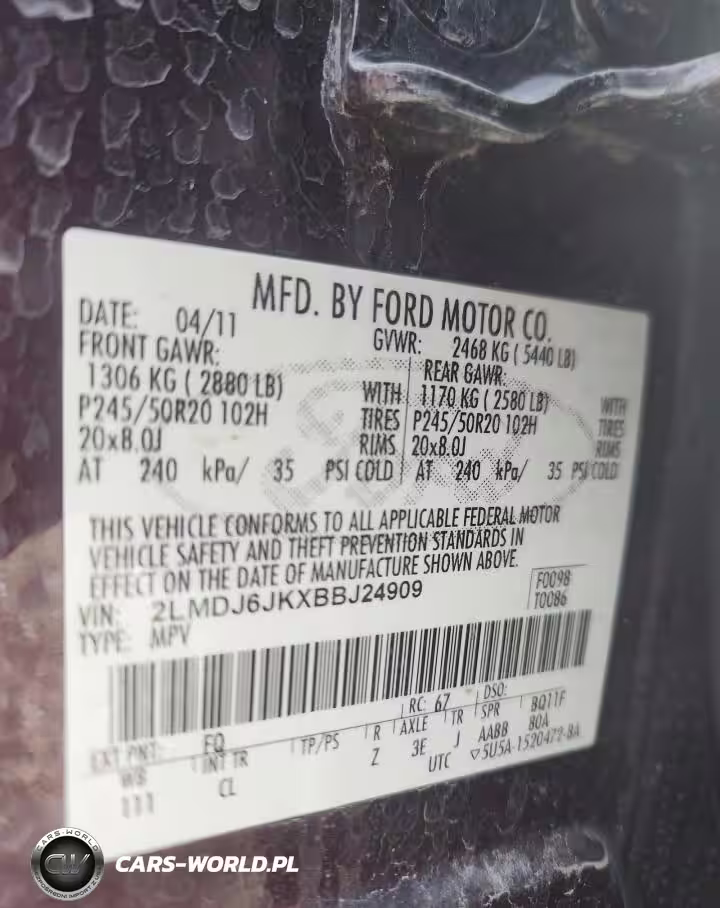 MFD. BY FORD MOTOR CO.
DATE: 04/11
GVWR: 2468 KG ( 5440 LB)
FRONT GAWR:
REAR GAWR:
1306 KG ( 2880 LB)
WITH
1170 KG ( 2580 LB)
WITH
P245/50R20 102H
TIRES
P245/50R20 102H
TIRES
20x8.0J
RIMS
20x8.0J
RIMS
AT 240 kPa/ 35 PSI COLD
AT 240 kPa/ 35 PSI COLD
THIS VEHICLE CONFORMS TO ALL APPLICABLE FEDERAL MOTOR
VEHICLE SAFETY AND THEFT PREVENTION STANDARDS IN
EFFECT ON THE DATE OF MANUFACTURE SHOWN ABOVE.
VIN: 2LMDJ6JKXBBJ24909
F0098
T0086
TYPE: MPV
EXT PNT: FQ
RC: 67
DSO: BQ11F
WB
INT TR
TP/PS
R
AXLE
TR
SPR
80A
111
CL
Z
3E
J
AABB
UTC
5U5A-1520472-BA
Ford
CARS-WORLD
CW
CARS-WORLD.PL